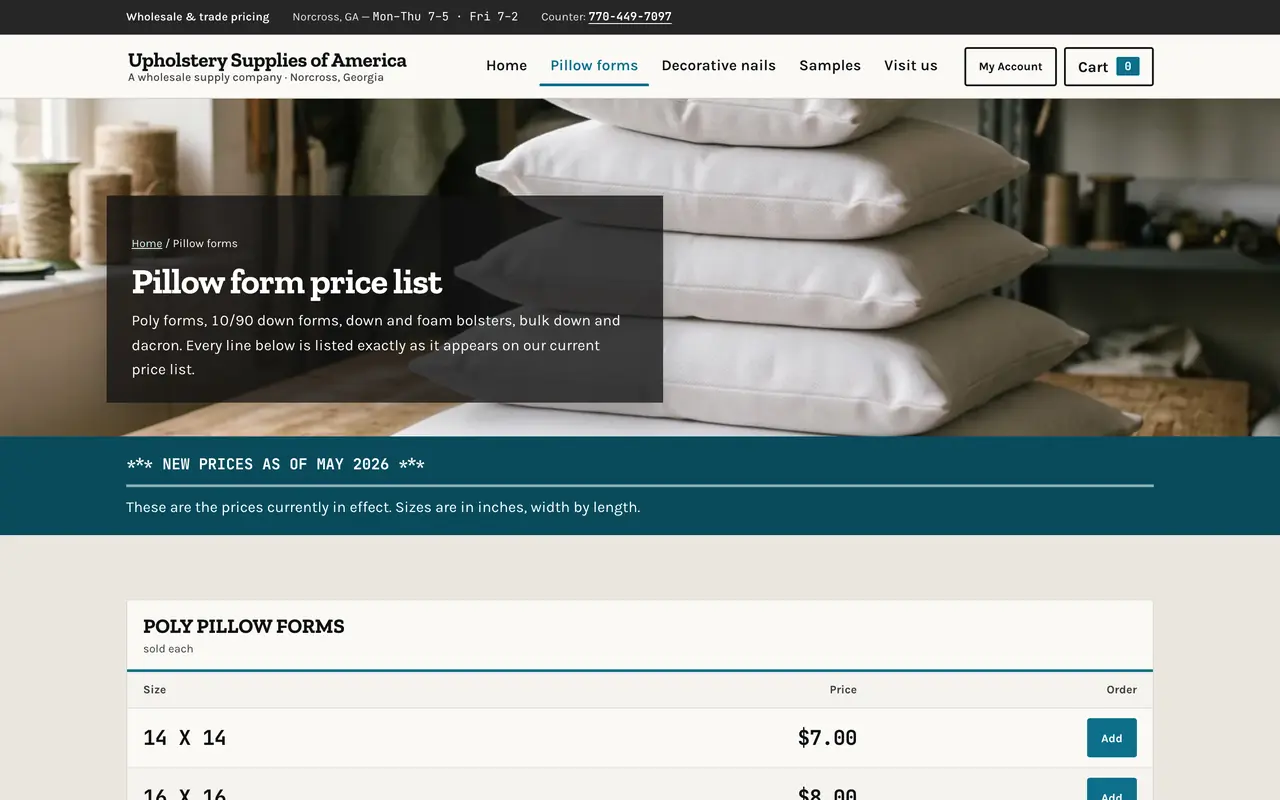 Wholesale & trade pricing Norcross, GA — Mon–Thu 7–5 · Fri 7–2 Counter: 770-449-7097
Upholstery Supplies of America
A wholesale supply company · Norcross, Georgia
Home Pillow forms Decorative nails Samples Visit us My Account Cart 0
Home / Pillow forms
Pillow form price list
Poly forms, 10/90 down forms, down and foam bolsters, bulk down and
dacron. Every line below is listed exactly as it appears on our current
price list.
*** NEW PRICES AS OF MAY 2026 ***
These are the prices currently in effect. Sizes are in inches, width by length.
POLY PILLOW FORMS
sold each
Size Price Order
14 X 14 $7.00 Add
16 X 16 $8.00 Add